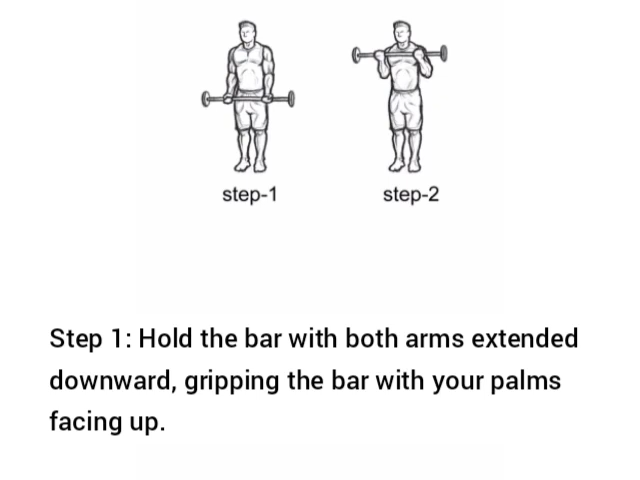 step-1 step-2
Step 1: Hold the bar with both arms extended
downward, gripping the bar with your palms
facing up.